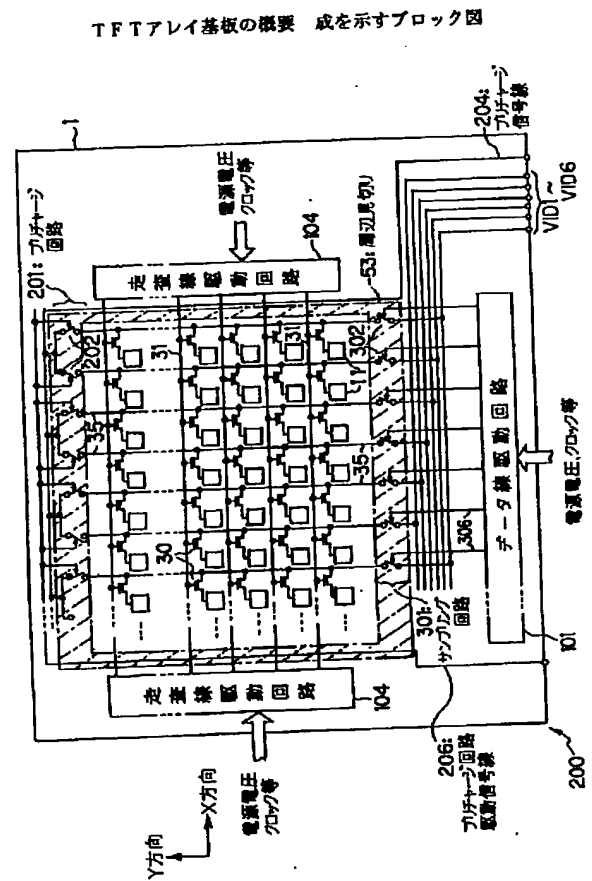 TFTアレイ基板の概要 成を示すブロック図
1
201:プリチャージ
回路
電源電圧
クロック等
204:
プリチャージ
信号線
104
走査線駆動回路
53:周辺見切り
VID1~
VID6
202
31
31
302
11
35
35
30
データ線駆動回路
電源電圧、クロック等
306
301:
サンプリング
回路
101
走査線駆動回路
104
電源電圧
クロック等
206:
プリチャージ回路
駆動信号線
200
Y方向
X方向